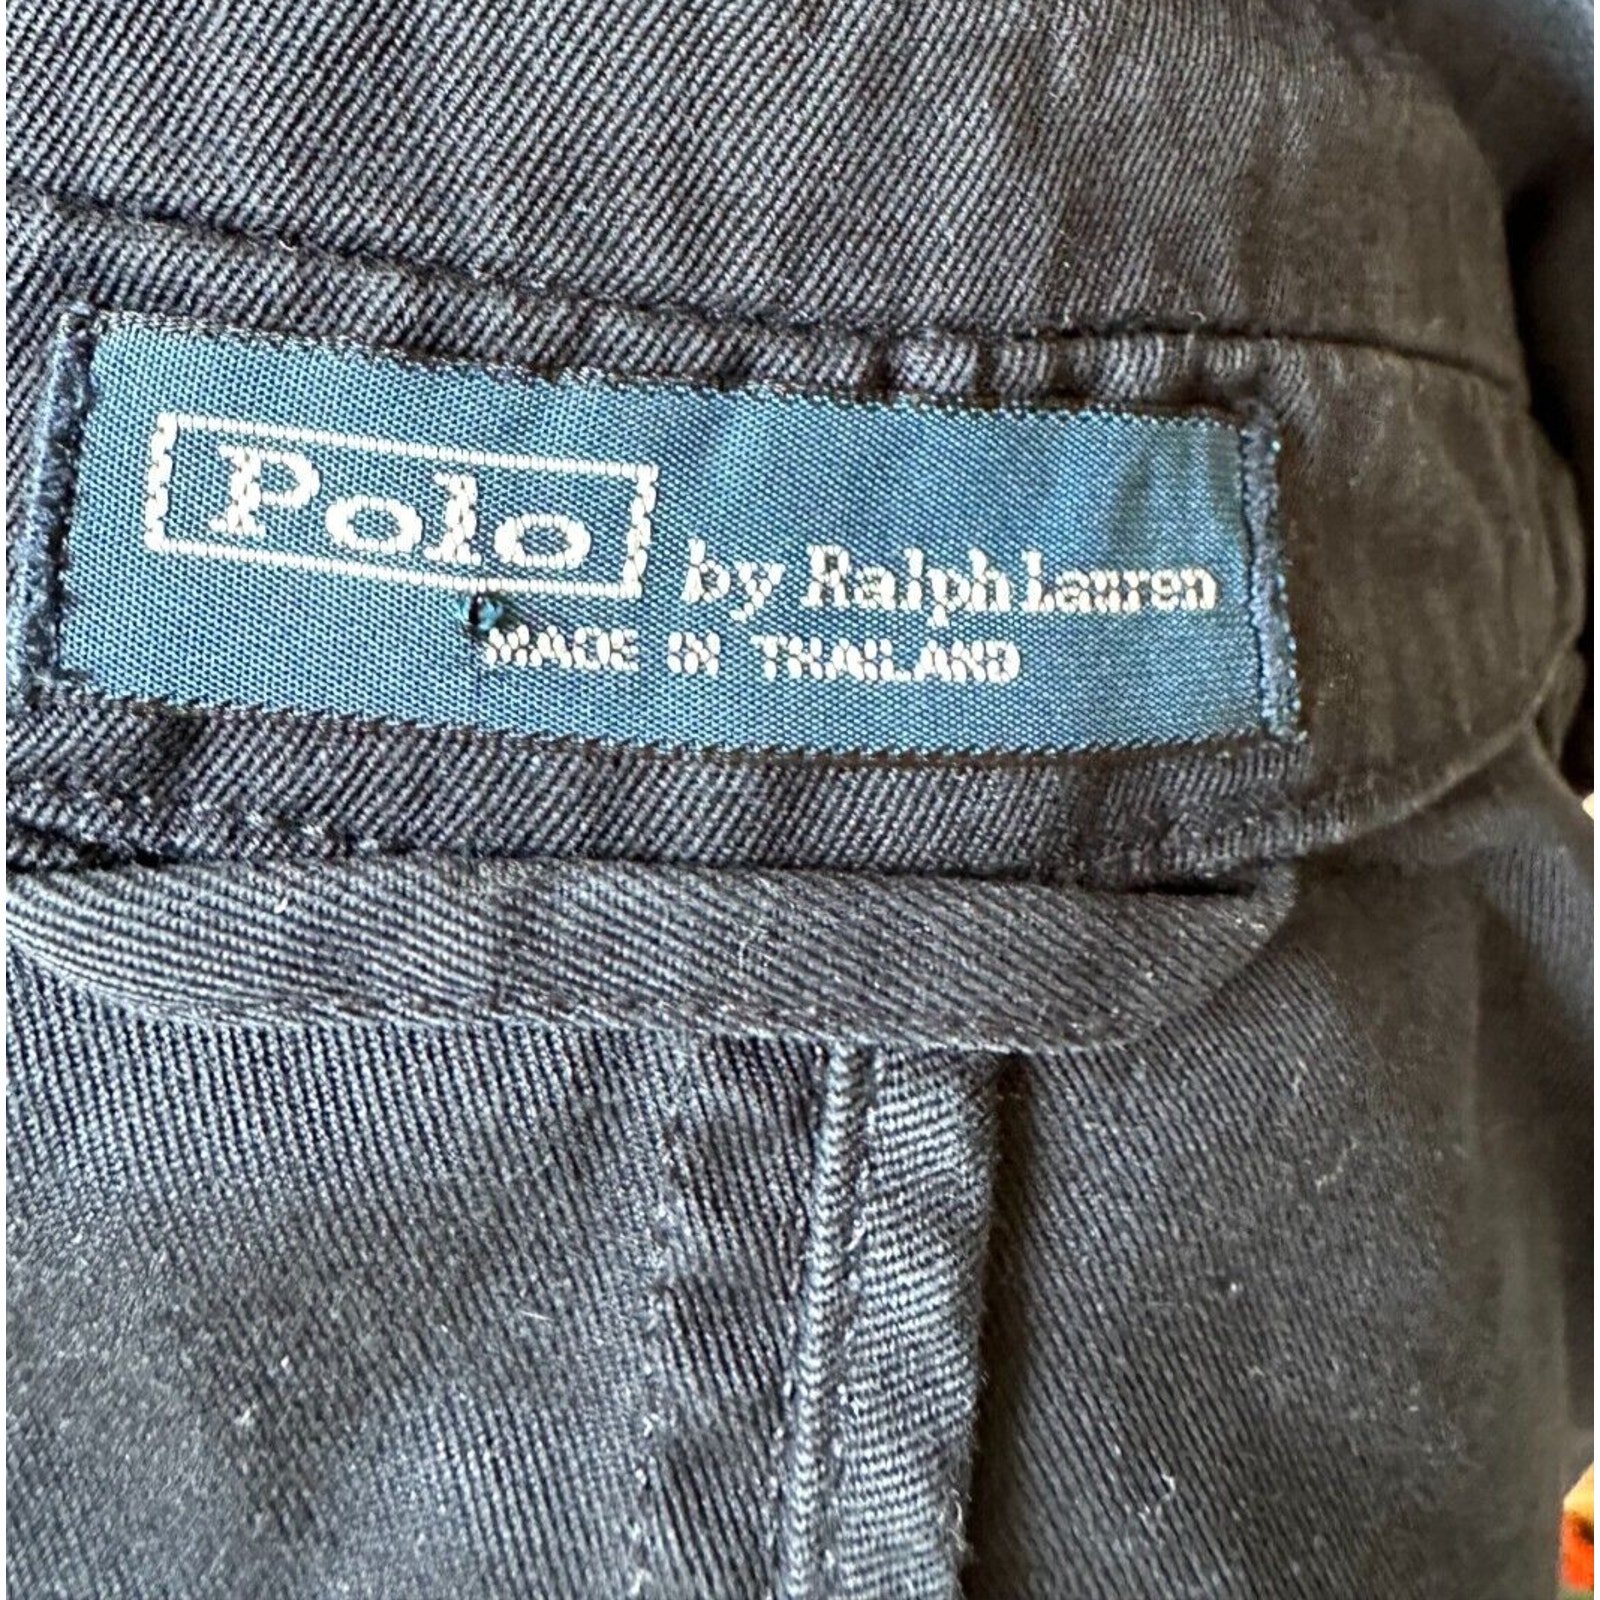 Polo by Ralph Lauren
MADE IN THAILAND